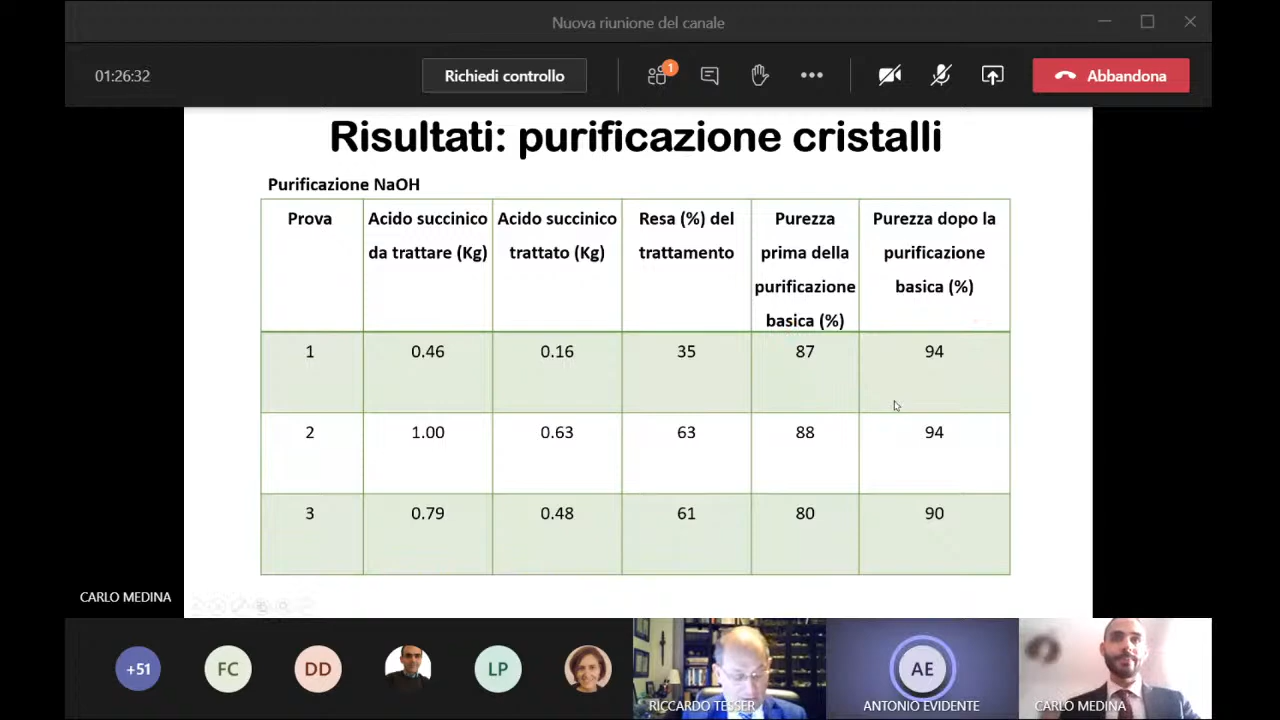 Nuova riunione del canale
01:26:32
Richiedi controllo
1
Abbandona
Risultati: purificazione cristalli
Purificazione NaOH
Prova
Acido succinico
da trattare (Kg)
Acido succinico
trattato (Kg)
Resa (%) del
trattamento
Purezza
prima della
purificazione
basica (%)
Purezza dopo la
purificazione
basica (%)
1 0.46 0.16 35 87 94
2 1.00 0.63 63 88 94
3 0.79 0.48 61 80 90
CARLO MEDINA
+51
FC
DD
LP
RICCARDO TESSER
AE
ANTONIO EVIDENTE
CARLO MEDINA